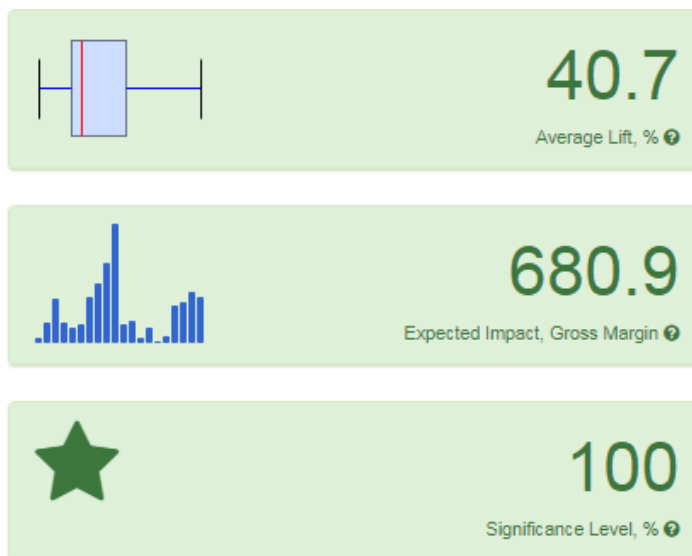 40.7
Average Lift, %
680.9
Expected Impact, Gross Margin
100
Significance Level, %